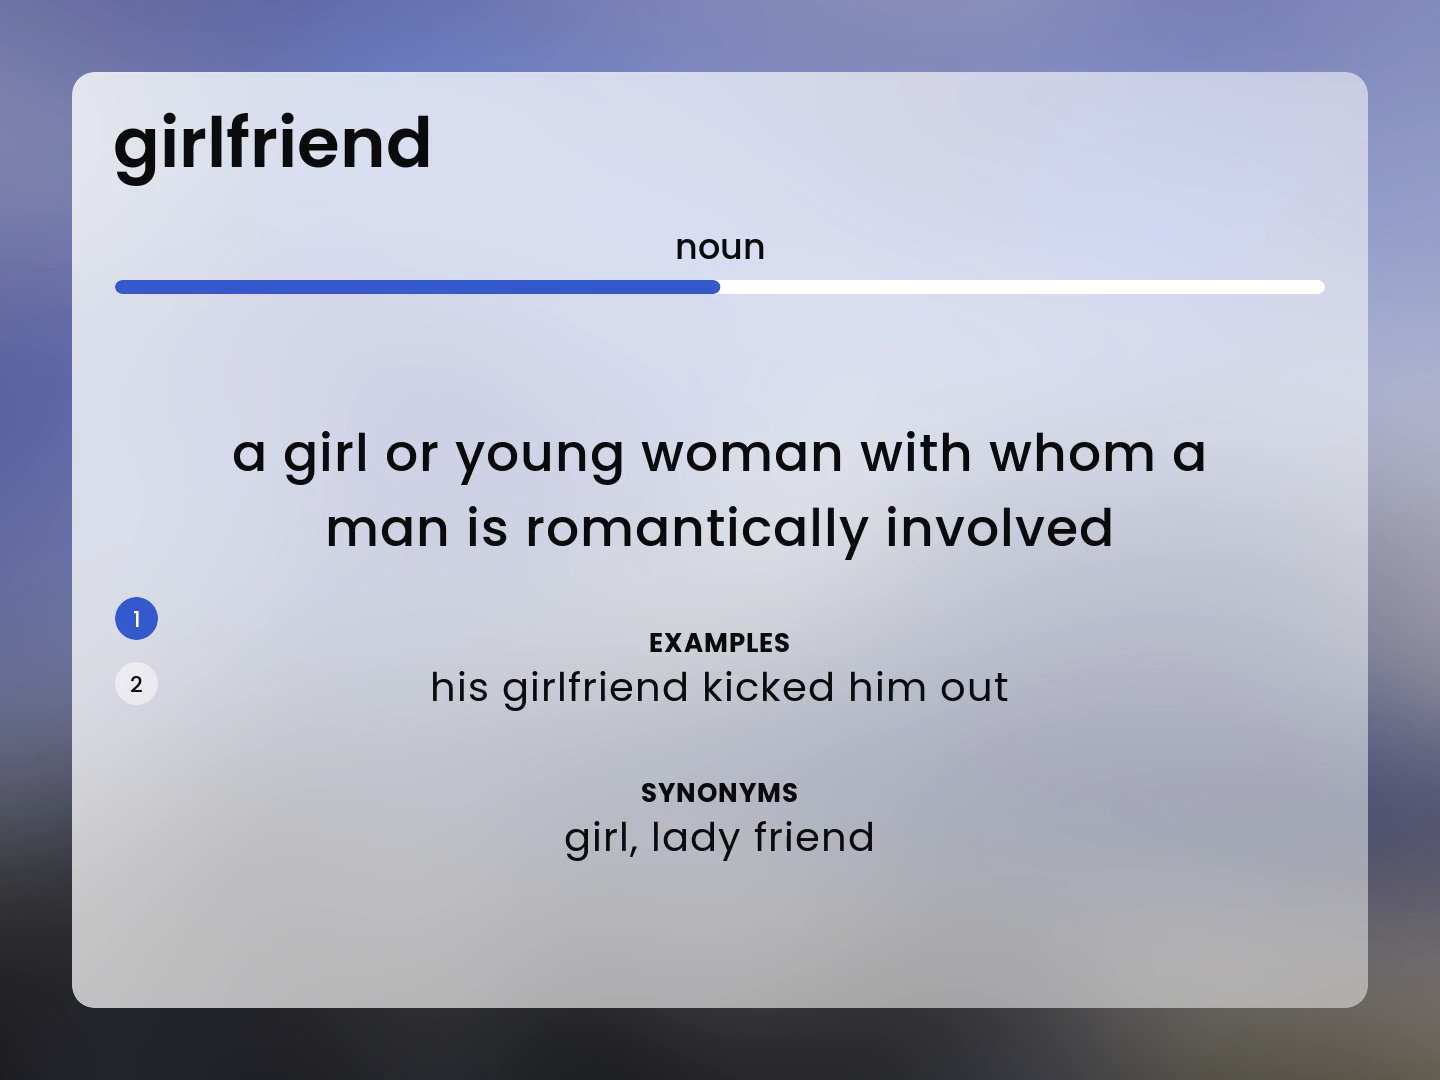 girlfriend
noun
a girl or young woman with whom a
man is romantically involved
1
EXAMPLES
2
his girlfriend kicked him out
SYNONYMS
girl, lady friend